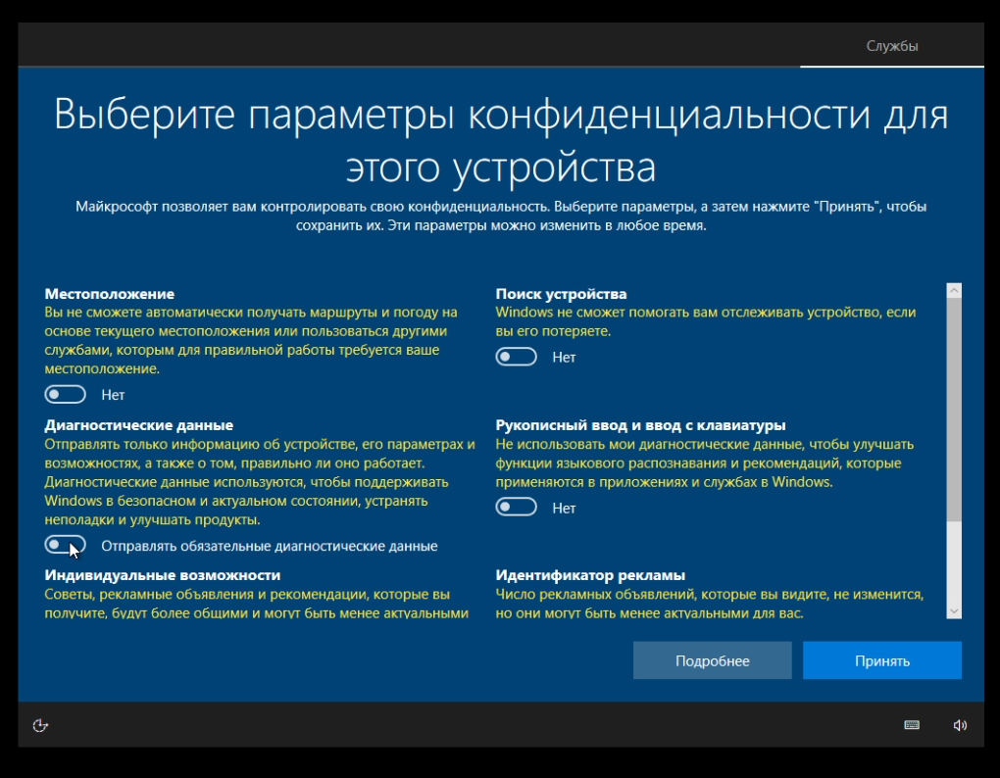 Службы
Выберите параметры конфиденциальности для
этого устройства
Майкрософт позволяет вам контролировать свою конфиденциальность. Выберите параметры, а затем нажмите "Принять", чтобы
сохранить их. Эти параметры можно изменить в любое время.
Местоположение
Вы не сможете автоматически получать маршруты и погоду на
основе текущего местоположения или пользоваться другими
службами, которым для правильной работы требуется ваше
местоположение.
Нет
Поиск устройства
Windows не сможет помогать вам отслеживать устройство, если
вы его потеряете.
Нет
Диагностические данные
Отправлять только информацию об устройстве, его параметрах и
возможностях, а также о том, правильно ли оно работает.
Диагностические данные используются, чтобы поддерживать
Windows в безопасном и актуальном состоянии, устранять
неполадки и улучшать продукты.
Отправлять обязательные диагностические данные
Рукописный ввод и ввод с клавиатуры
Не использовать мои диагностические данные, чтобы улучшать
функции языкового распознавания и рекомендаций, которые
применяются в приложениях и службах в Windows.
Нет
Индивидуальные возможности
Советы, рекламные объявления и рекомендации, которые вы
получите, будут более общими и могут быть менее актуальными
Идентификатор рекламы
Число рекламных объявлений, которые вы видите, не изменится,
но они могут быть менее актуальными для вас.
Подробнее
Принять